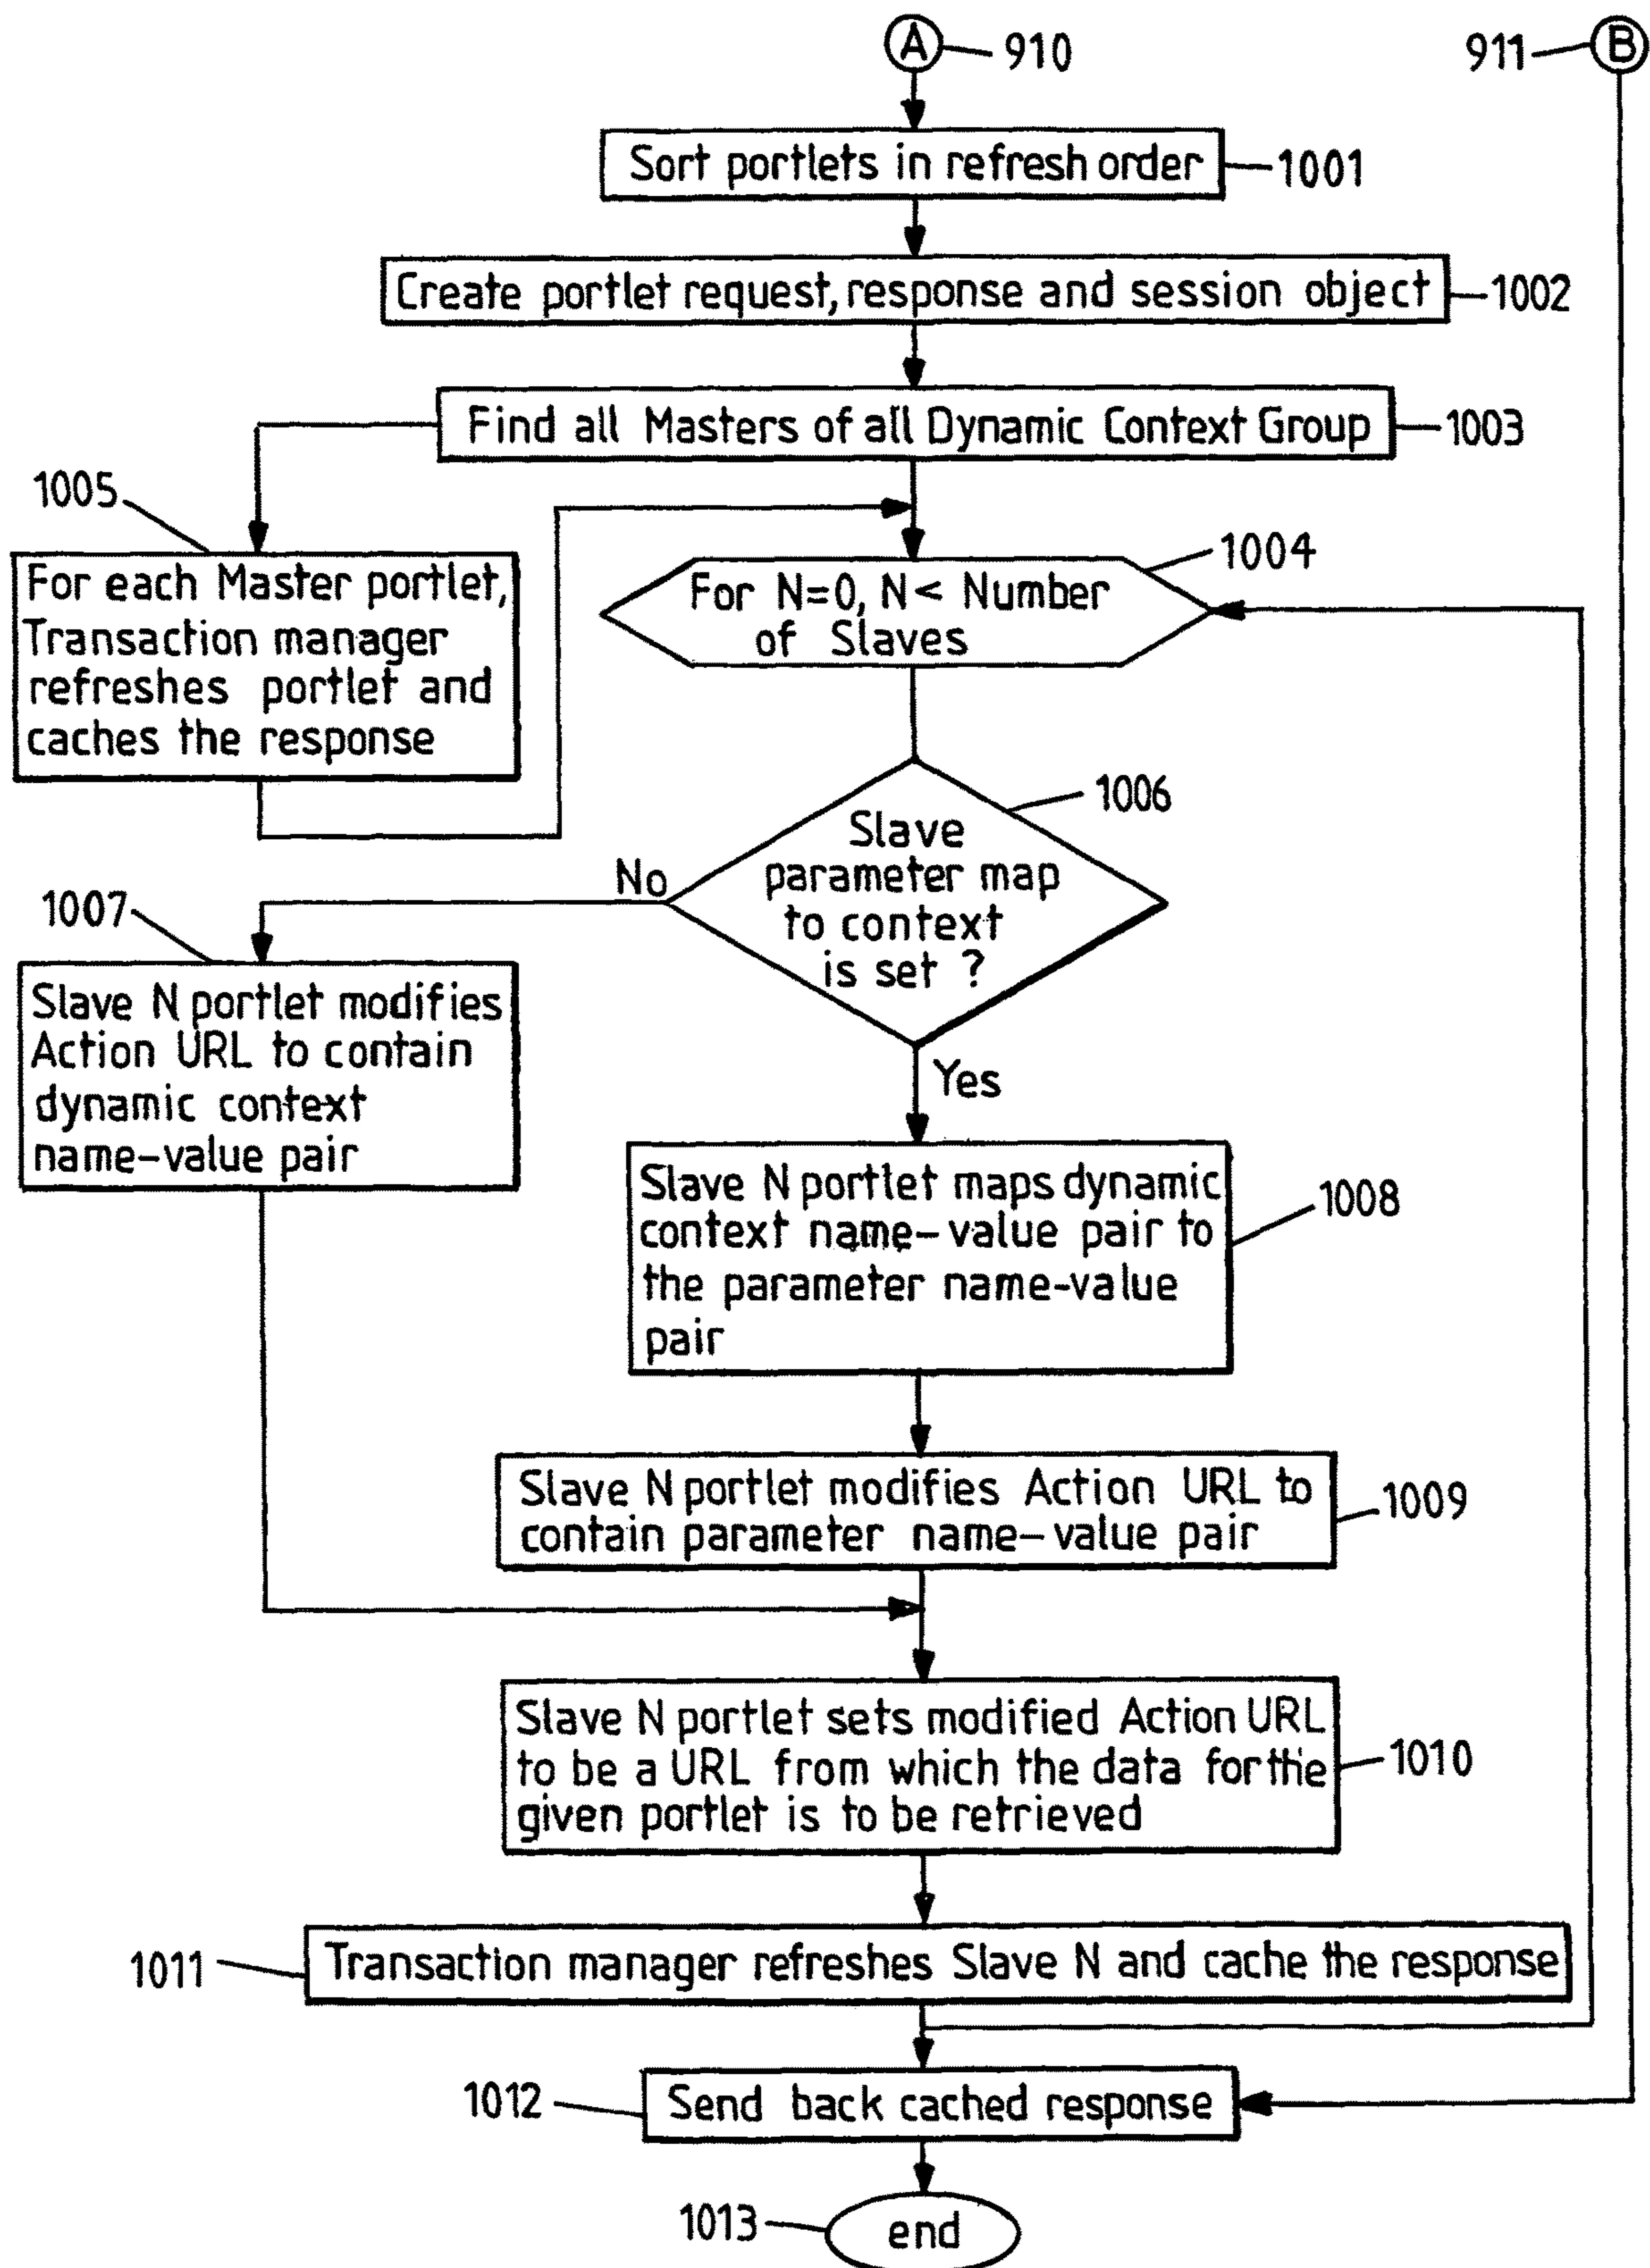 A
910
911
B
Sort portlets in refresh order
1001
Create portlet request, response and session object
1002
Find all Masters of all Dynamic Context Group
1003
1005
For each Master portlet,
Transaction manager
refreshes portlet and
caches the response
1004
For N=0, N< Number
of Slaves
1006
Slave
parameter map
to context
is set ?
No
Yes
1007
Slave N portlet modifies
Action URL to contain
dynamic context
name-value pair
Slave N portlet maps dynamic
context name-value pair to
the parameter name-value
pair
1008
Slave N portlet modifies Action URL to
contain parameter name-value pair
1009
Slave N portlet sets modified Action URL
to be a URL from which the data for the
given portlet is to be retrieved
1010
1011
Transaction manager refreshes Slave N and cache the response
1012
Send back cached response
1013
end